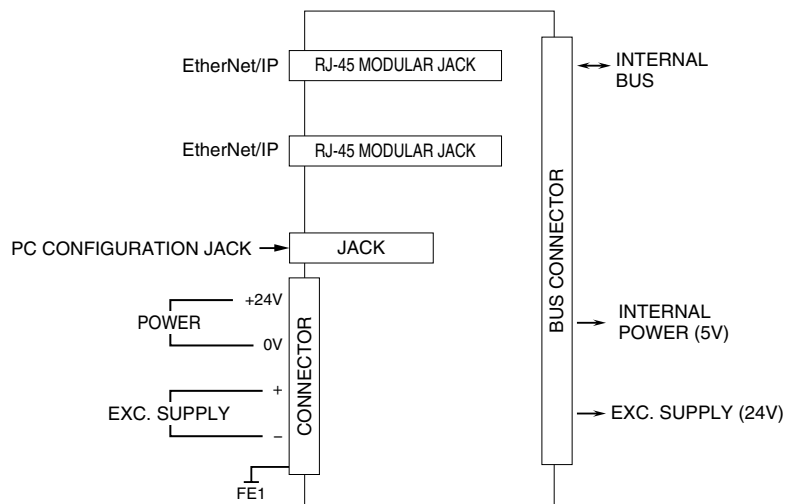 EtherNet/IP
RJ-45 MODULAR JACK
INTERNAL
BUS
EtherNet/IP
RJ-45 MODULAR JACK
BUS CONNECTOR
PC CONFIGURATION JACK
JACK
CONNECTOR
+24V
POWER
0V
INTERNAL
POWER (5V)
+
EXC. SUPPLY
−
EXC. SUPPLY (24V)
FE1